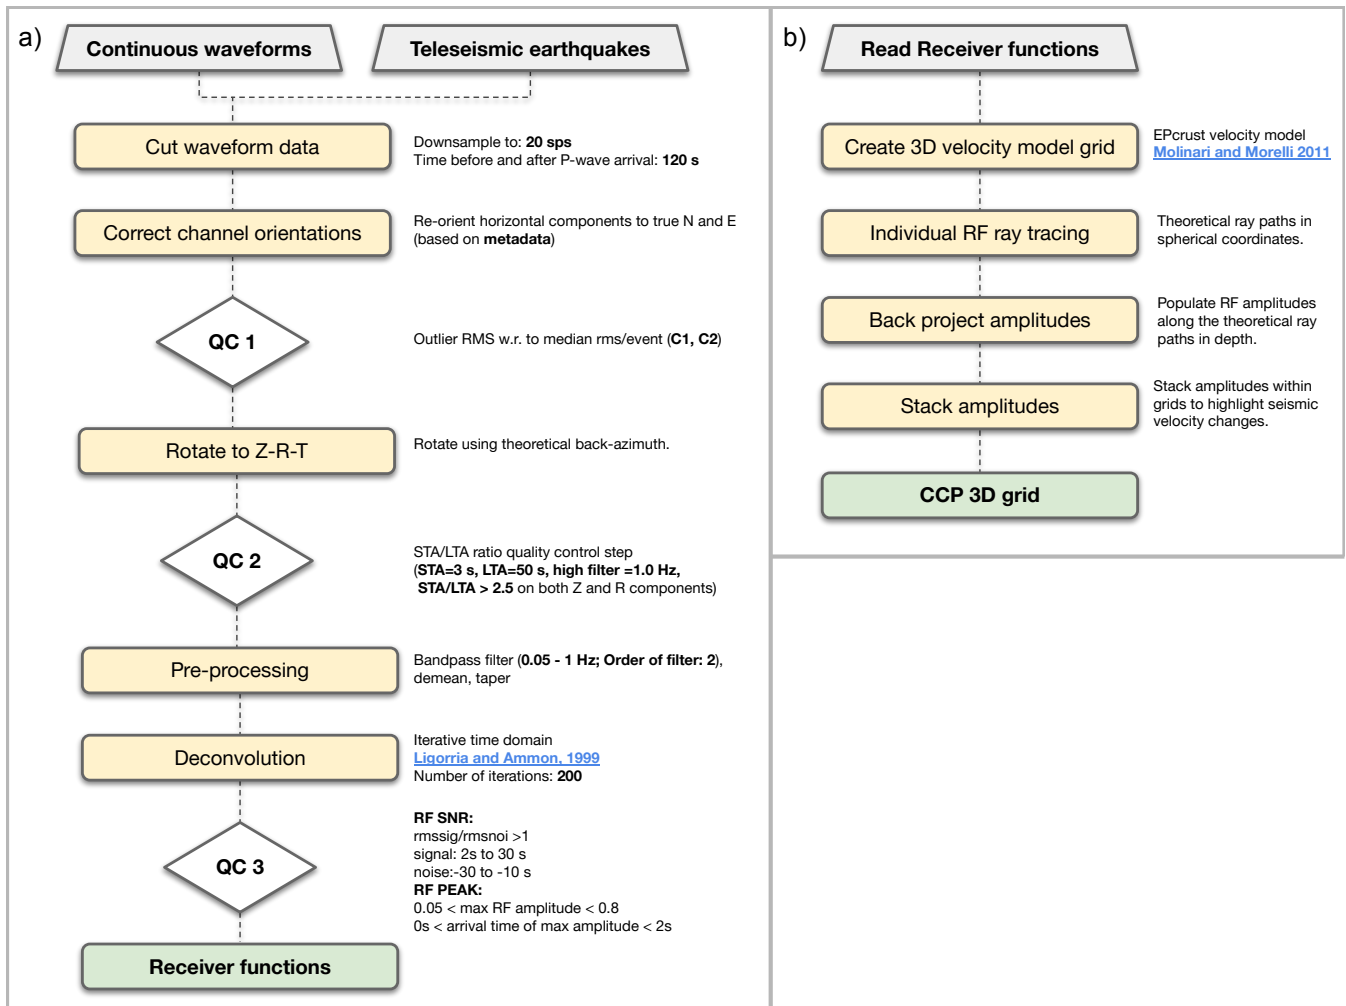 a)
Continuous waveforms
Teleseismic earthquakes
Cut waveform data
Downsample to: 20 sps
Time before and after P-wave arrival: 120 s
Correct channel orientations
Re-orient horizontal components to true N and E
(based on metadata)
QC 1
Outlier RMS w.r. to median rms/event (C1, C2)
Rotate to Z-R-T
Rotate using theoretical back-azimuth.
QC 2
STA/LTA ratio quality control step
(STA=3 s, LTA=50 s, high filter =1.0 Hz,
STA/LTA > 2.5 on both Z and R components)
Pre-processing
Bandpass filter (0.05 - 1 Hz; Order of filter: 2),
demean, taper
Deconvolution
Iterative time domain
Ligorria and Ammon, 1999
Number of iterations: 200
QC 3
RF SNR:
rmssig/rmsnoi >1
signal: 2s to 30 s
noise:-30 to -10 s
RF PEAK:
0.05 < max RF amplitude < 0.8
0s < arrival time of max amplitude < 2s
Receiver functions
b)
Read Receiver functions
Create 3D velocity model grid
EPcrust velocity model
Molinari and Morelli 2011
Individual RF ray tracing
Theoretical ray paths in
spherical coordinates.
Back project amplitudes
Populate RF amplitudes
along the theoretical ray
paths in depth.
Stack amplitudes
Stack amplitudes within
grids to highlight seismic
velocity changes.
CCP 3D grid